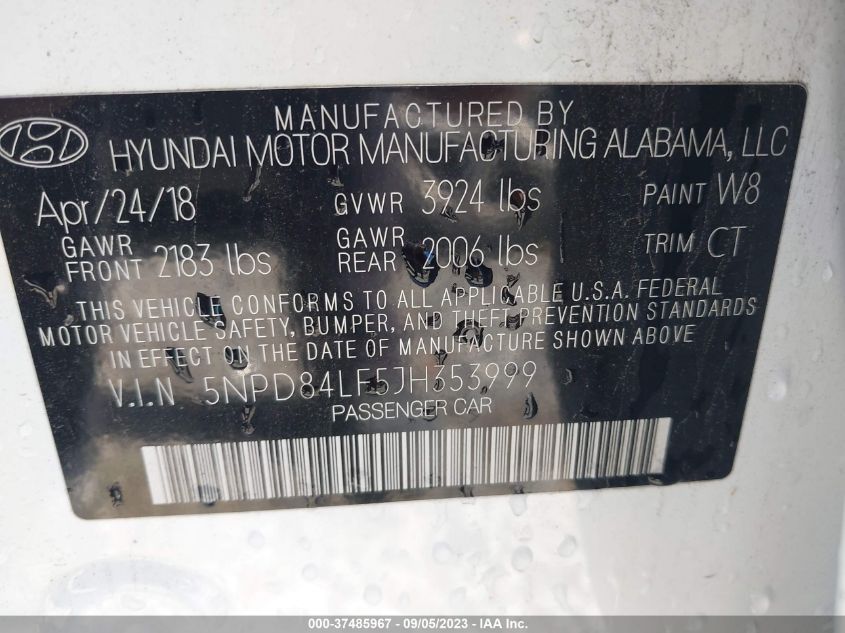 MANUFACTURED BY
HYUNDAI MOTOR MANUFACTURING ALABAMA, LLC
Apr/24/18 GVWR 3924 lbs PAINT W8
GAWR FRONT 2183 lbs GAWR REAR 2006 lbs TRIM CT
THIS VEHICLE CONFORMS TO ALL APPLICABLE U.S.A. FEDERAL
MOTOR VEHICLE SAFETY, BUMPER, AND THEFT PREVENTION STANDARDS
IN EFFECT ON THE DATE OF MANUFACTURE SHOWN ABOVE
V.I.N 5NPD84LF5JH353999
PASSENGER CAR
000-37485967 - 09/05/2023 - IAA Inc.